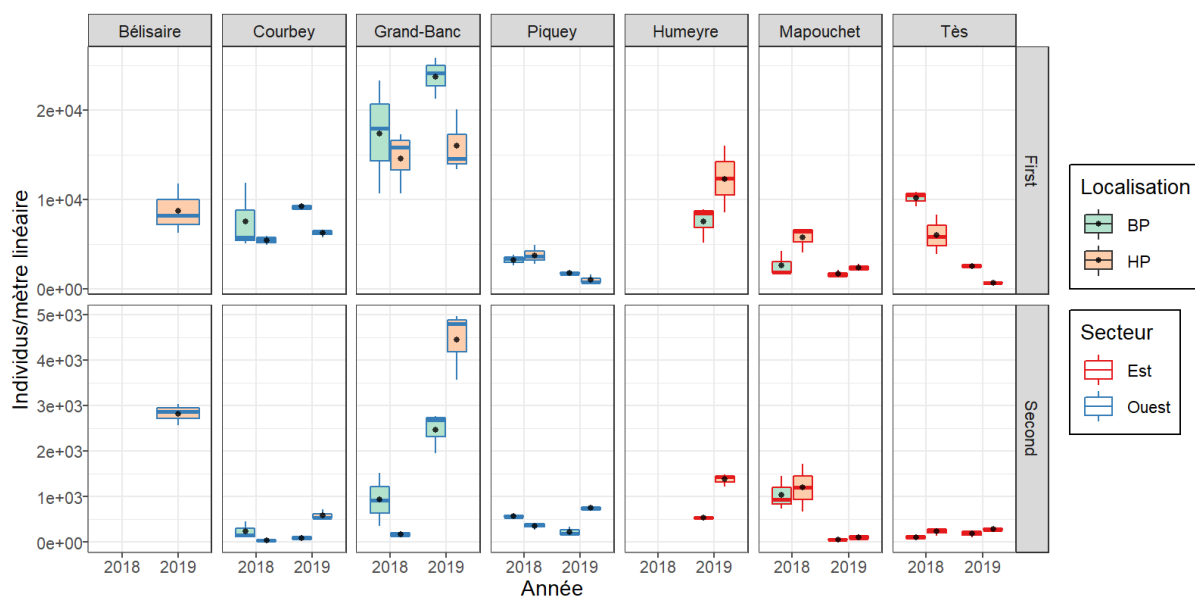 Bélisaire Courbey Grand-Banc Piquey Humeyre Mapouchet Tès
Individus/mètre linéaire
2e+04
1e+04
0e+00
First
5e+03
4e+03
3e+03
2e+03
1e+03
0e+00
Second
2018 2019 2018 2019 2018 2019 2018 2019 2018 2019 2018 2019 2018 2019
Année
Localisation
BP
HP
Secteur
Est
Ouest